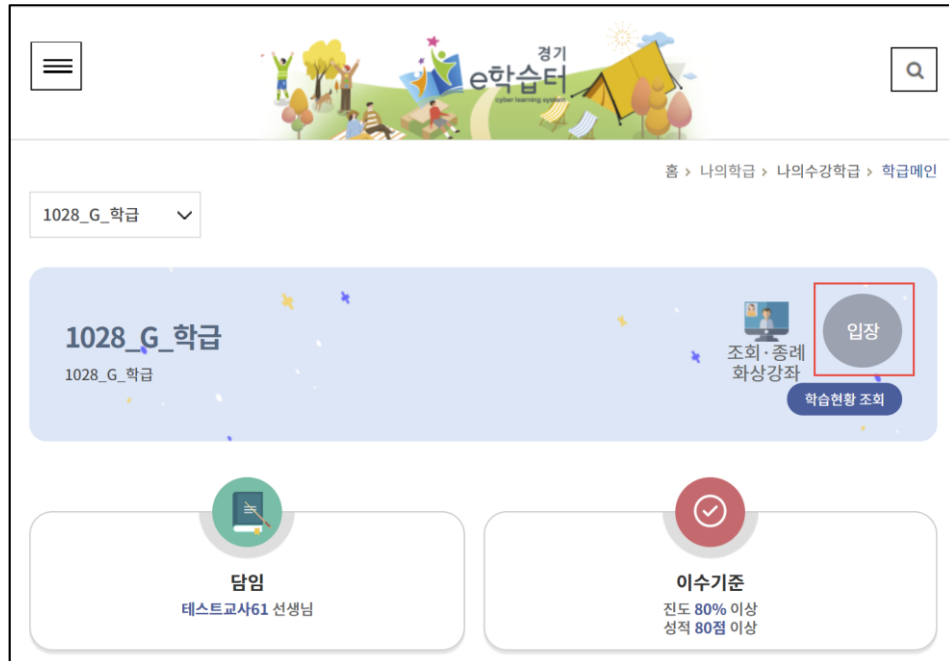 경기
e학습터
cyber learning system
홈 > 나의학급 > 나의수강학급 > 학급메인
1028_G_학급
1028_G_학급
1028_G_학급
조회·종례
화상강좌
입장
학습현황 조회
담임
테스트교사61 선생님
이수기준
진도 80% 이상
성적 80점 이상